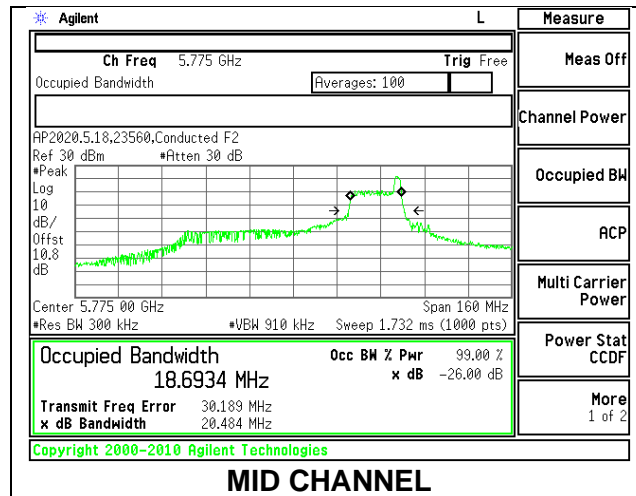 Agilent L
Measure
Ch Freq 5.775 GHz Trig Free
Occupied Bandwidth Averages: 100
AP2020.5.18,23560,Conducted F2
Ref 30 dBm #Atten 30 dB
#Peak
Log
10
dB/
Offst
10.8
dB
Center 5.775 00 GHz Span 160 MHz
#Res BW 300 kHz #VBW 910 kHz Sweep 1.732 ms (1000 pts)
Occupied Bandwidth Occ BW % Pwr 99.00 %
18.6934 MHz x dB -26.00 dB
Transmit Freq Error 30.189 MHz
x dB Bandwidth 20.484 MHz
Copyright 2000-2010 Agilent Technologies
Meas Off
Channel Power
Occupied BW
ACP
Multi Carrier
Power
Power Stat
CCDF
More
1 of 2
MID CHANNEL